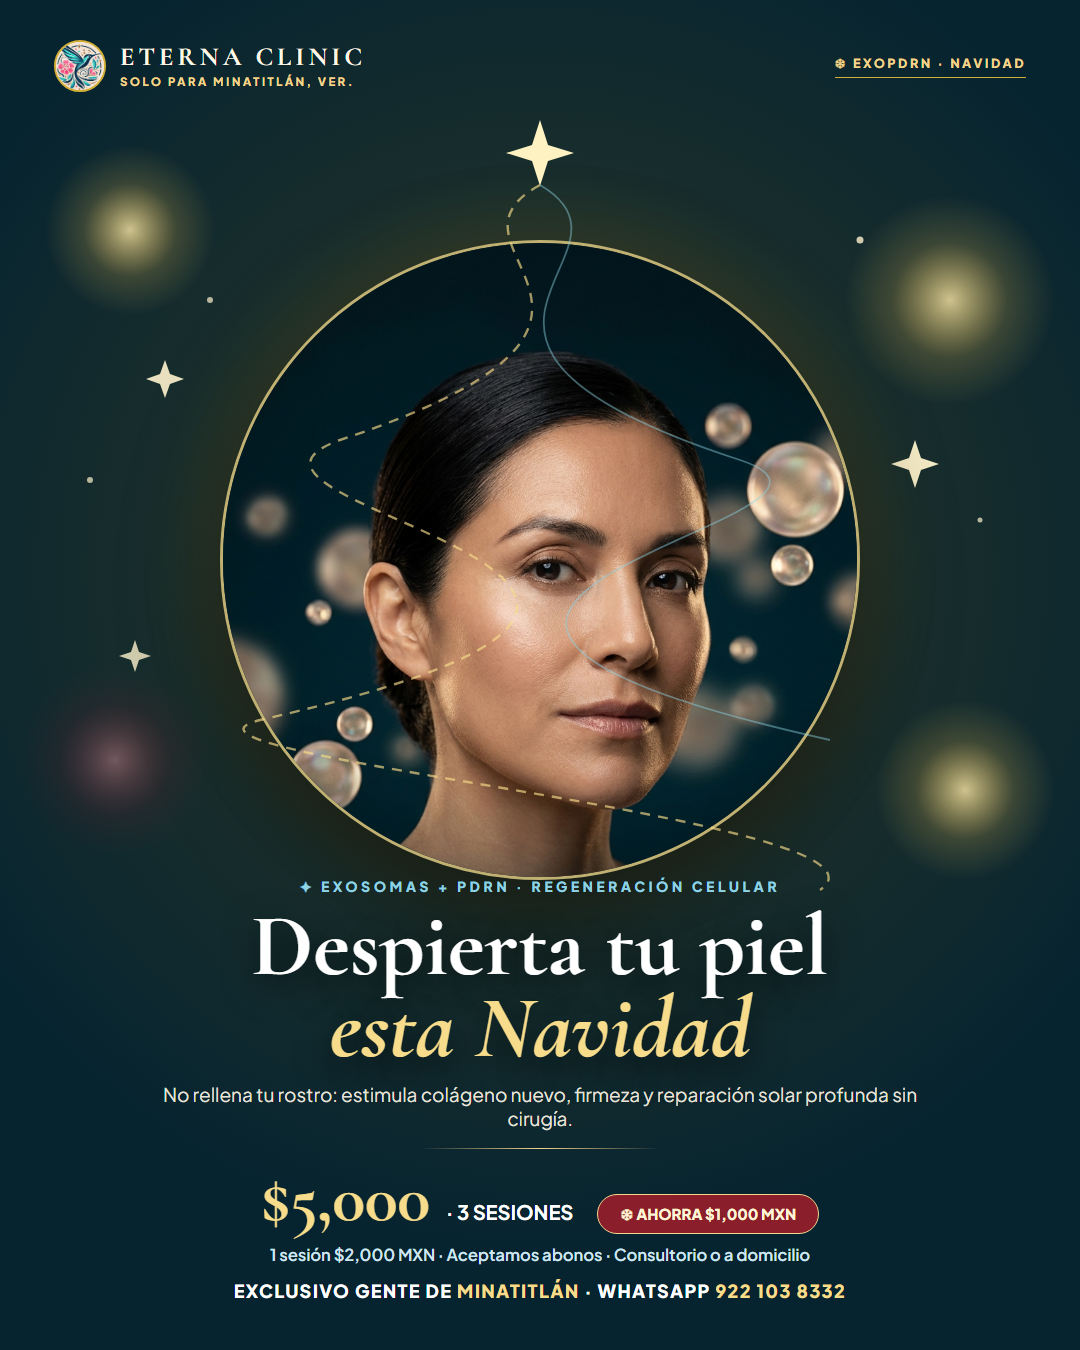 ETERNA CLINIC
SOLO PARA MINATITLÁN, VER.
❄ EXOPDRN · NAVIDAD
✦ EXOSOMAS + PDRN · REGENERACIÓN CELULAR
Despierta tu piel
esta Navidad
No rellena tu rostro: estimula colágeno nuevo, firmeza y reparación solar profunda sin
cirugía.
$5,000 · 3 SESIONES ❄ AHORRA $1,000 MXN
1 sesión $2,000 MXN · Aceptamos abonos · Consultorio o a domicilio
EXCLUSIVO GENTE DE MINATITLÁN · WHATSAPP 922 103 8332